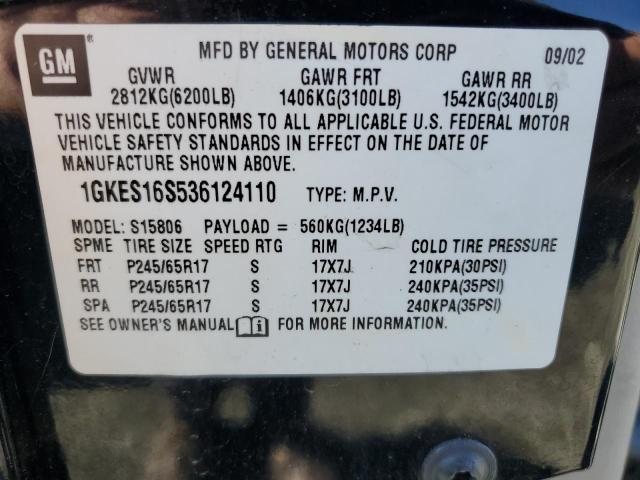 GM ®
MFD BY GENERAL MOTORS CORP 09/02
GVWR GAWR FRT GAWR RR
2812KG(6200LB) 1406KG(3100LB) 1542KG(3400LB)
THIS VEHICLE CONFORMS TO ALL APPLICABLE U.S. FEDERAL MOTOR
VEHICLE SAFETY STANDARDS IN EFFECT ON THE DATE OF
MANUFACTURE SHOWN ABOVE.
1GKES16S536124110 TYPE: M.P.V.
MODEL: S15806 PAYLOAD = 560KG(1234LB)
SPME TIRE SIZE SPEED RTG RIM COLD TIRE PRESSURE
FRT P245/65R17 S 17X7J 210KPA(30PSI)
RR P245/65R17 S 17X7J 240KPA(35PSI)
SPA P245/65R17 S 17X7J 240KPA(35PSI)
SEE OWNER'S MANUAL i FOR MORE INFORMATION.